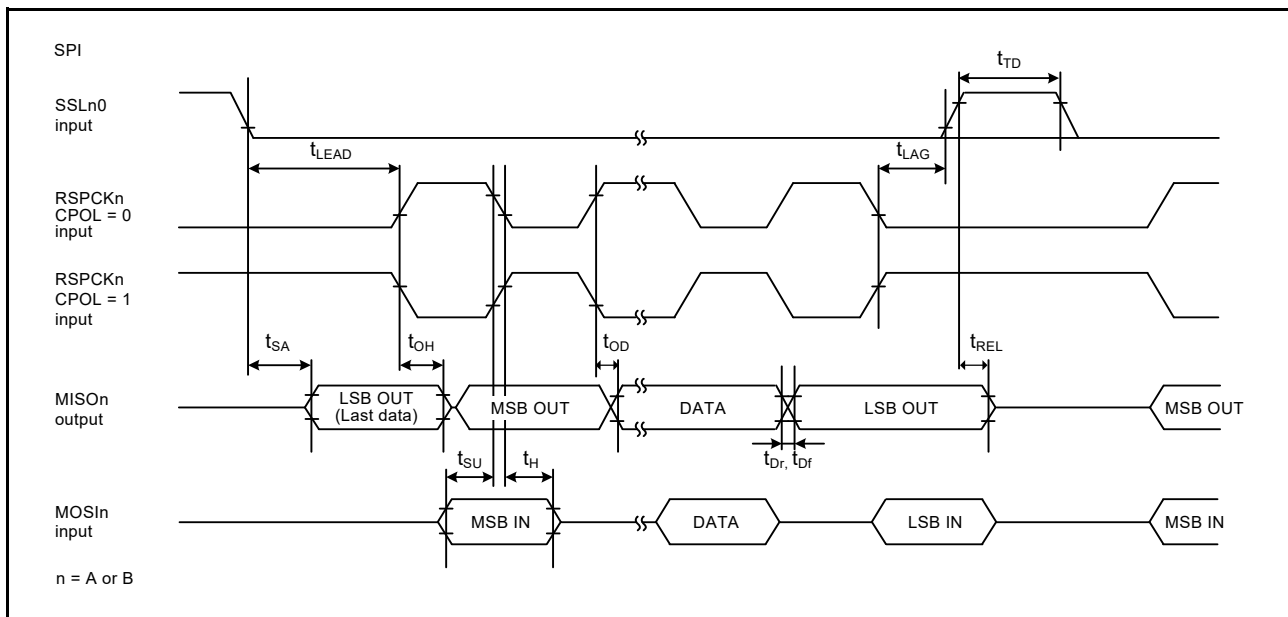 SPI
tTD
SSLn0
input
tLEAD
tLAG
RSPCKn
CPOL = 0
input
RSPCKn
CPOL = 1
input
tSA
tOH
tOD
tREL
MISOn
output
LSB OUT
(Last data)
MSB OUT
DATA
LSB OUT
MSB OUT
tSU
tH
tDr, tDf
MOSIn
input
MSB IN
DATA
LSB IN
MSB IN
n = A or B